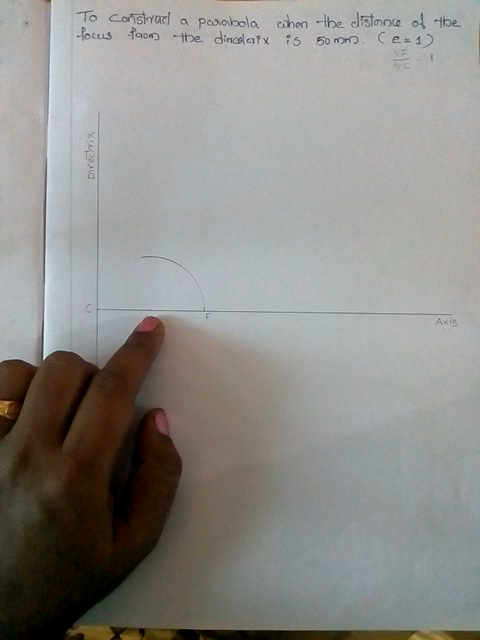 To construct a parabola when the distance of the
focus from the directrix is 50 mm. ( e = 1 )
VF
VC = 1
DIRECTRIX
C
F
AXIS